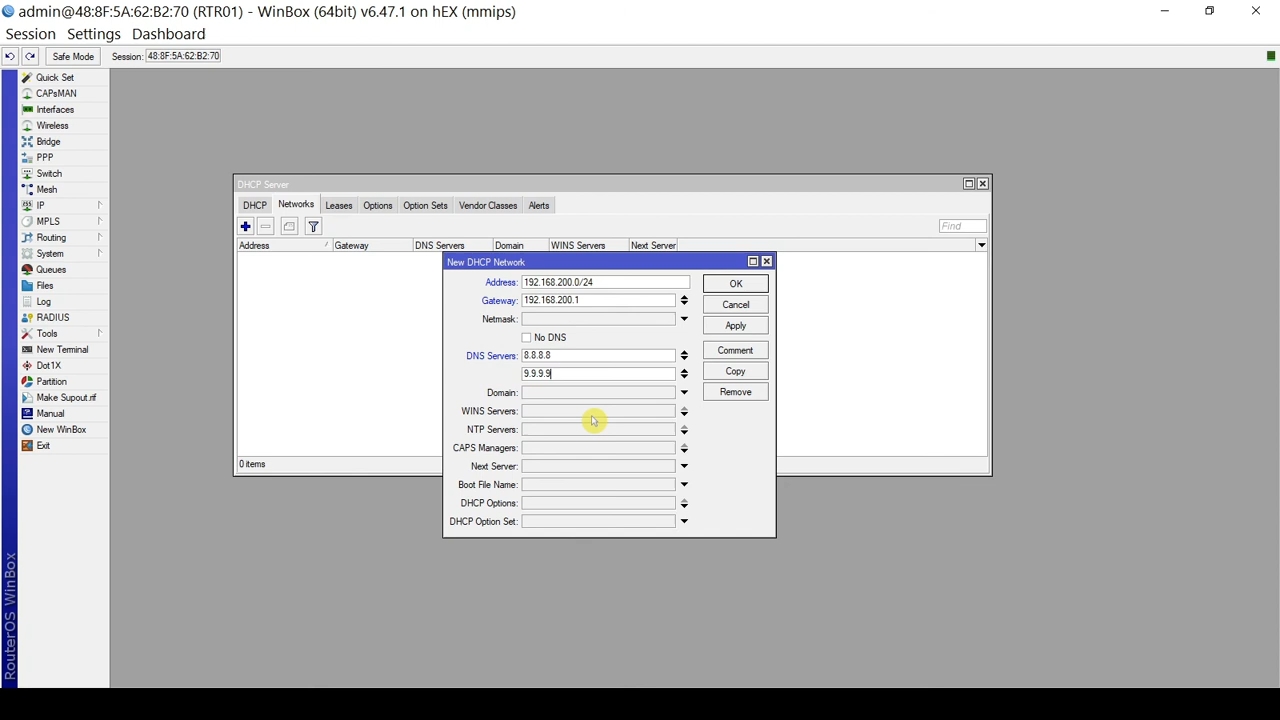 admin@48:8F:5A:62:B2:70 (RTR01) - WinBox (64bit) v6.47.1 on hEX (mmips)
Session Settings Dashboard
Safe Mode Session: 48:8F:5A:62:B2:70
Quick Set
CAPsMAN
Interfaces
Wireless
Bridge
PPP
Switch
Mesh
IP
MPLS
Routing
System
Queues
Files
Log
RADIUS
Tools
New Terminal
Dot1X
Partition
Make Supout.rif
Manual
New WinBox
Exit
RouterOS WinBox
DHCP Server
DHCP Networks Leases Options Option Sets Vendor Classes Alerts
Find
Address Gateway DNS Servers Domain WINS Servers Next Server
0 items
New DHCP Network
Address: 192.168.200.0/24
Gateway: 192.168.200.1
Netmask:
No DNS
DNS Servers: 8.8.8.8
9.9.9.9
Domain:
WINS Servers:
NTP Servers:
CAPS Managers:
Next Server:
Boot File Name:
DHCP Options:
DHCP Option Set:
OK
Cancel
Apply
Comment
Copy
Remove